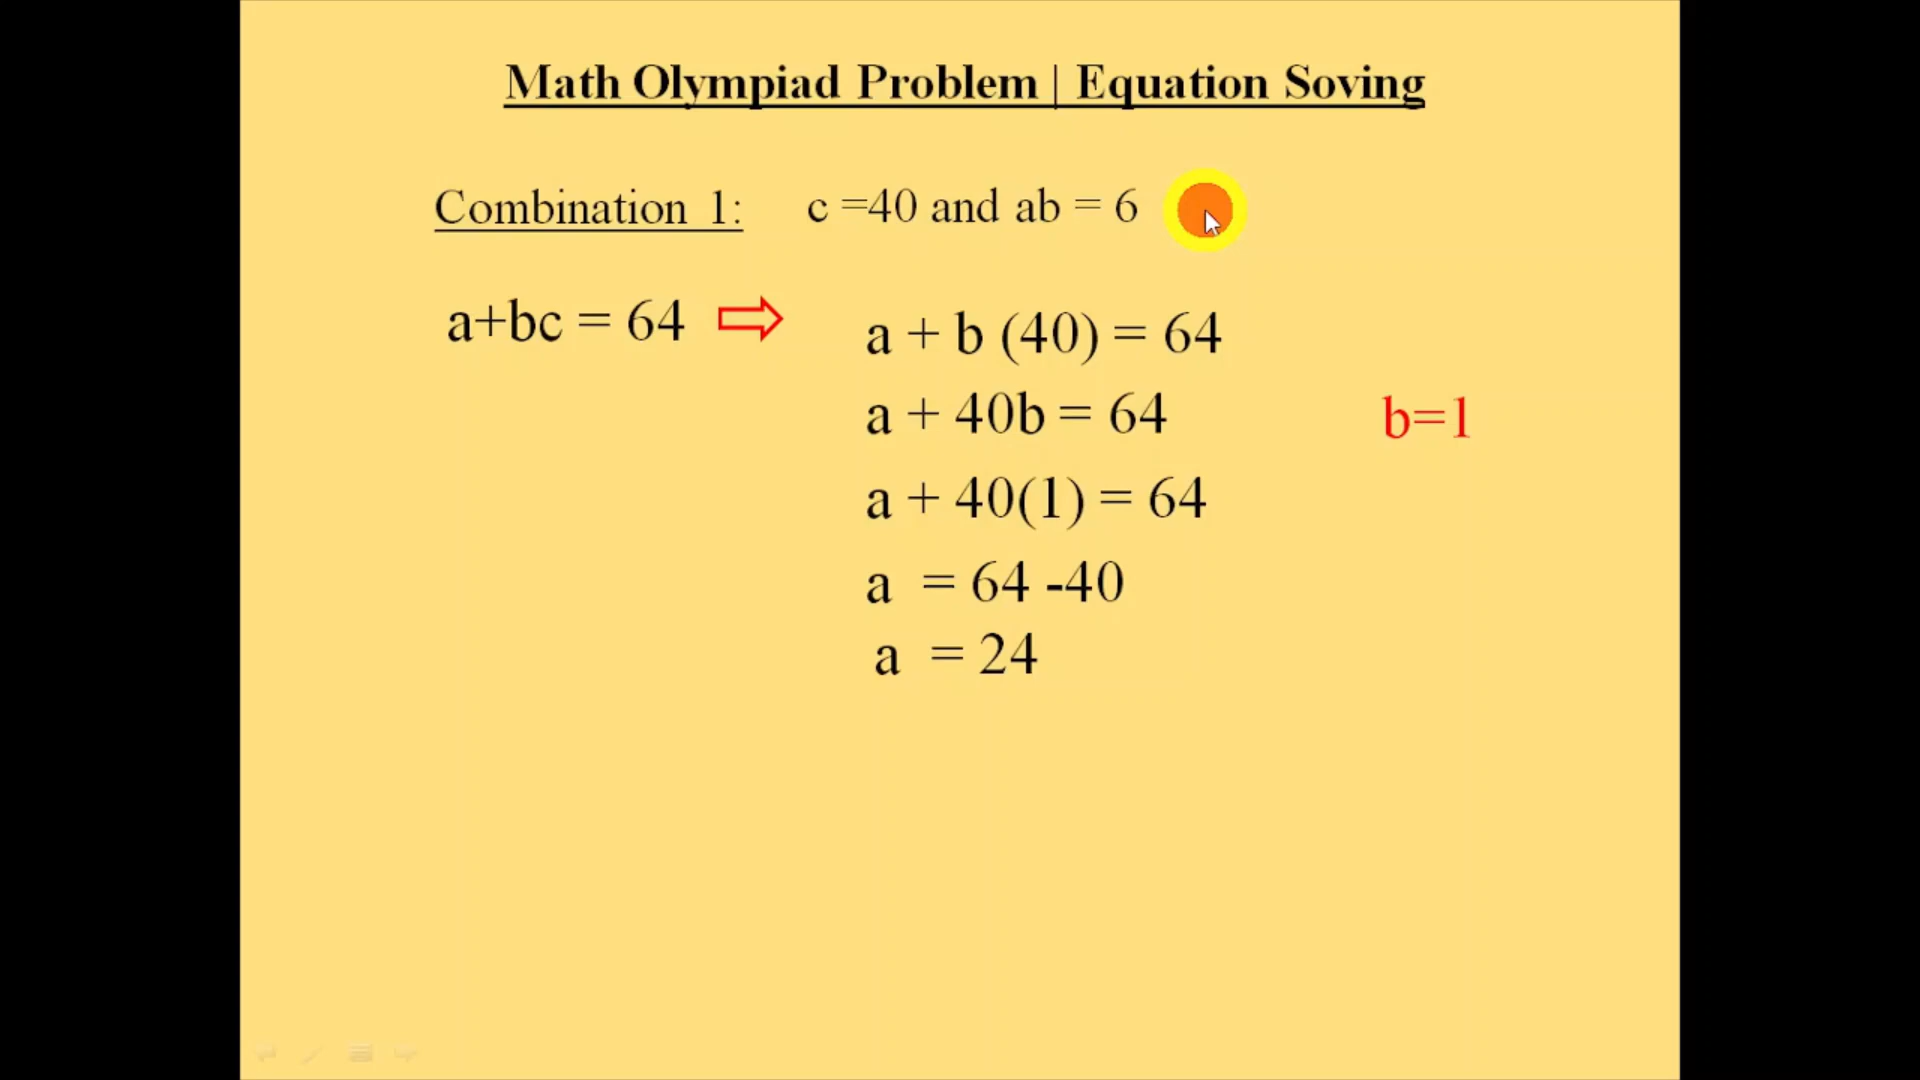 Math Olympiad Problem | Equation Soving
Combination 1: c =40 and ab = 6
a+bc = 64 ⇨ a + b (40) = 64
a + 40b = 64 b=1
a + 40(1) = 64
a = 64 -40
a = 24